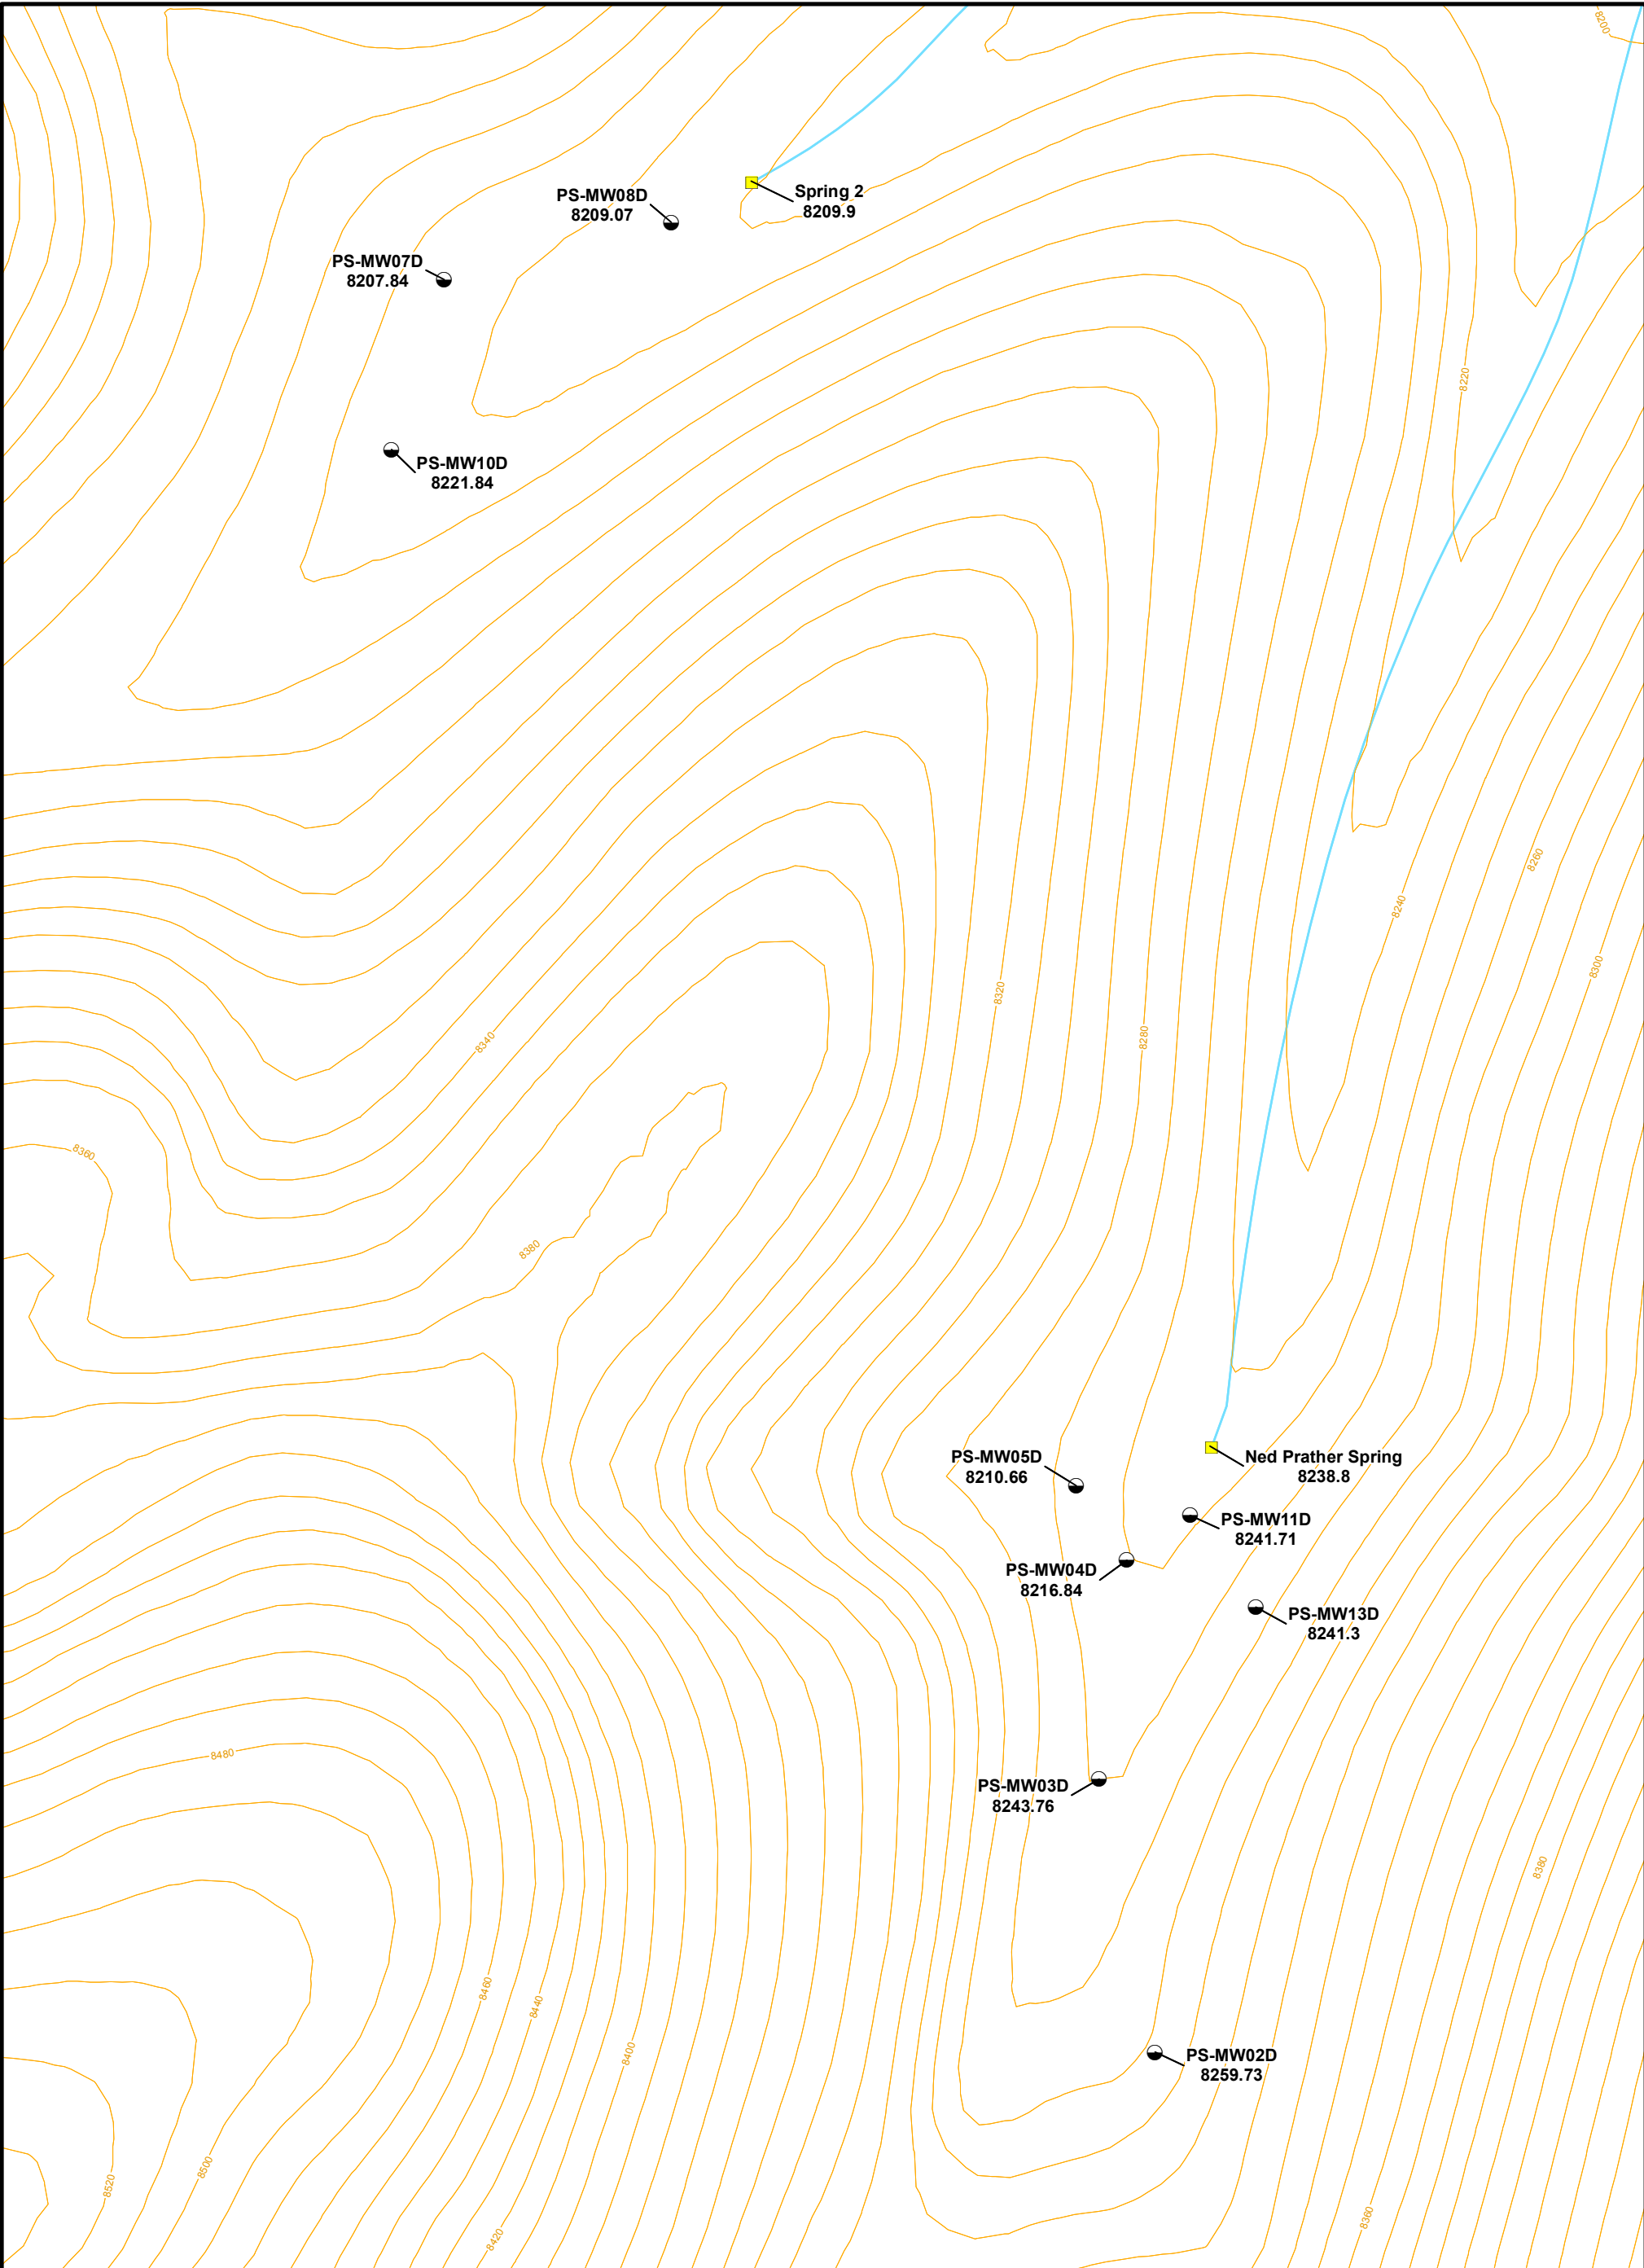 8200
PS-MW08D
8209.07
Spring 2
8209.9
PS-MW07D
8207.84
8220
PS-MW10D
8221.84
8260
8240
8300
8320
8280
8340
8360
8380
PS-MW05D
8210.66
Ned Prather Spring
8238.8
PS-MW11D
8241.71
PS-MW04D
8216.84
PS-MW13D
8241.3
8480
PS-MW03D
8243.76
8380
8460
8440
8400
PS-MW02D
8259.73
8500
8520
8360
8420